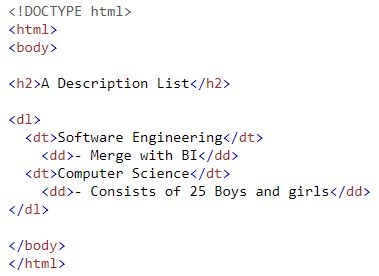 <!DOCTYPE html>
<html>
<body>

<h2>A Description List</h2>

<dl>
  <dt>Software Engineering</dt>
    <dd>- Merge with BI</dd>
  <dt>Computer Science</dt>
    <dd>- Consists of 25 Boys and girls</dd>
</dl>

</body>
</html>